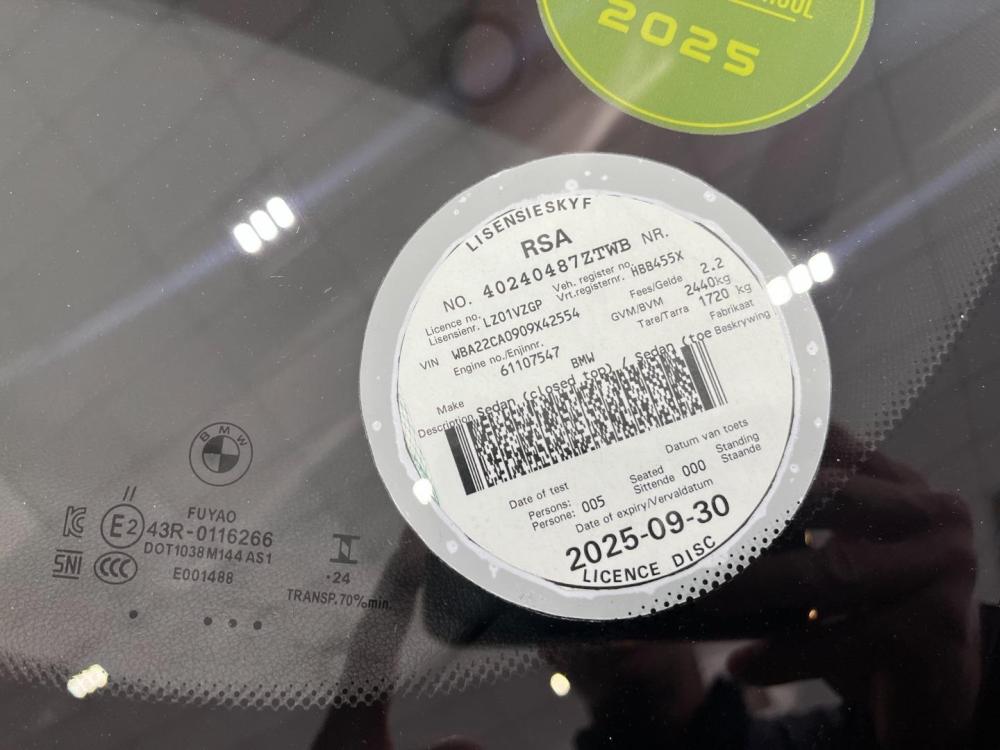 2025
LISENSIESKYF
RSA
NO. 40240487ZTWB NR.
Licence no. Veh. register no.
Lisensienr. LZ01VZGP Vrt.registernr. HBB455X
VIN WBA22CA0909X42554 Fees/Gelde 2.2
Engine no./Enjinnr. GVM/BVM 2440kg
61107547 Tare/Tarra 1720 kg
Make BMW Fabrikaat
Description Sedan (closed top) / Sedan (toe Beskrywing
Date of test Datum van toets
Persons: Seated Standing
Persone: 005 Sittende 000 Staande
Date of expiry/Vervaldatum
2025-09-30
LICENCE DISC
BMW
//
FUYAO
E2 43R-0116266
DOT1038 M144 AS1
SNI CCC E001488
I
·24
TRANSP.70%min.